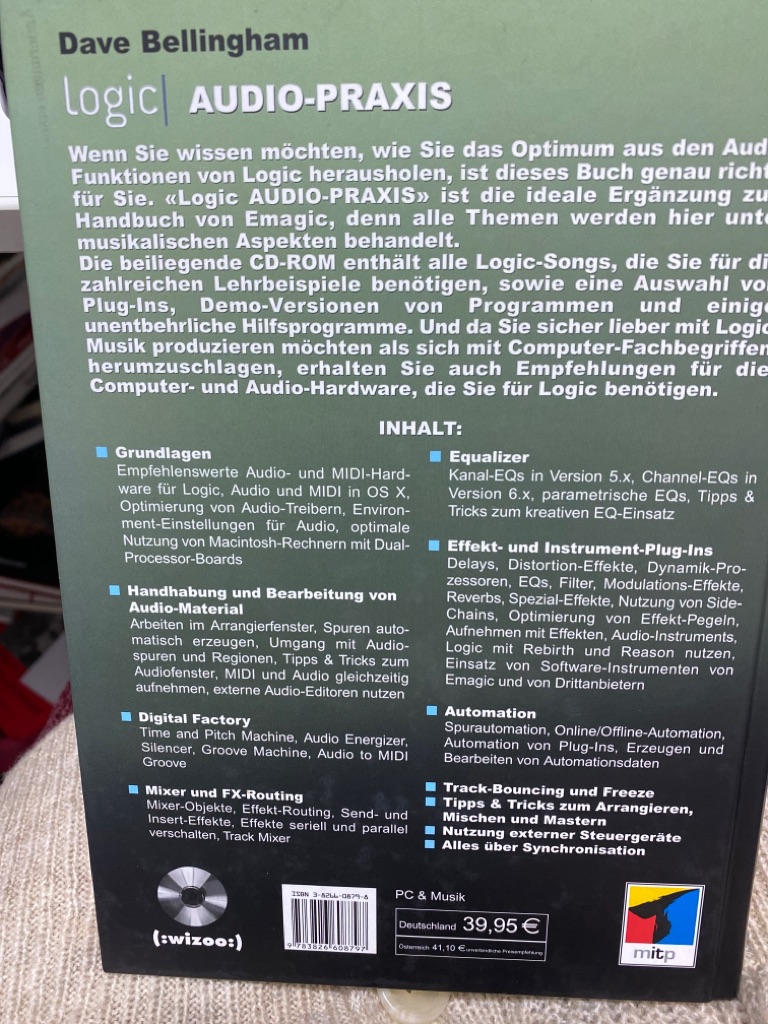 Dave Bellingham
logic| AUDIO-PRAXIS
Wenn Sie wissen möchten, wie Sie das Optimum aus den Aud
Funktionen von Logic herausholen, ist dieses Buch genau richt
für Sie. «Logic AUDIO-PRAXIS» ist die ideale Ergänzung zu
Handbuch von Emagic, denn alle Themen werden hier unte
musikalischen Aspekten behandelt.
Die beiliegende CD-ROM enthält alle Logic-Songs, die Sie für di
zahlreichen Lehrbeispiele benötigen, sowie eine Auswahl vo
Plug-Ins, Demo-Versionen von Programmen und einige
unentbehrliche Hilfsprogramme. Und da Sie sicher lieber mit Logic
Musik produzieren möchten als sich mit Computer-Fachbegriffen
herumzuschlagen, erhalten Sie auch Empfehlungen für die
Computer- und Audio-Hardware, die Sie für Logic benötigen.
INHALT:
Grundlagen
Empfehlenswerte Audio- und MIDI-Hard-
ware für Logic, Audio und MIDI in OS X,
Optimierung von Audio-Treibern, Environ-
ment-Einstellungen für Audio, optimale
Nutzung von Macintosh-Rechnern mit Dual-
Processor-Boards
Handhabung und Bearbeitung von
Audio-Material
Arbeiten im Arrangierfenster, Spuren auto-
matisch erzeugen, Umgang mit Audio-
spuren und Regionen, Tipps & Tricks zum
Audiofenster, MIDI und Audio gleichzeitig
aufnehmen, externe Audio-Editoren nutzen
Digital Factory
Time and Pitch Machine, Audio Energizer,
Silencer, Groove Machine, Audio to MIDI
Groove
Mixer und FX-Routing
Mixer-Objekte, Effekt-Routing, Send- und
Insert-Effekte, Effekte seriell und parallel
verschalten, Track Mixer
Equalizer
Kanal-EQs in Version 5.x, Channel-EQs in
Version 6.x, parametrische EQs, Tipps &
Tricks zum kreativen EQ-Einsatz
Effekt- und Instrument-Plug-Ins
Delays, Distortion-Effekte, Dynamik-Pro-
zessoren, EQs, Filter, Modulations-Effekte,
Reverbs, Spezial-Effekte, Nutzung von Side-
Chains, Optimierung von Effekt-Pegeln,
Aufnehmen mit Effekten, Audio-Instruments,
Logic mit Rebirth und Reason nutzen,
Einsatz von Software-Instrumenten von
Emagic und von Drittanbietern
Automation
Spurautomation, Online/Offline-Automation,
Automation von Plug-Ins, Erzeugen und
Bearbeiten von Automationsdaten
Track-Bouncing und Freeze
Tipps & Tricks zum Arrangieren,
Mischen und Mastern
Nutzung externer Steuergeräte
Alles über Synchronisation
(:wizoo:)
ISBN 3-8266-0879-6
9 783826 608797
PC & Musik
Deutschland 39,95 €
Österreich 41,10 € unverbindliche Preisempfehlung
mitp